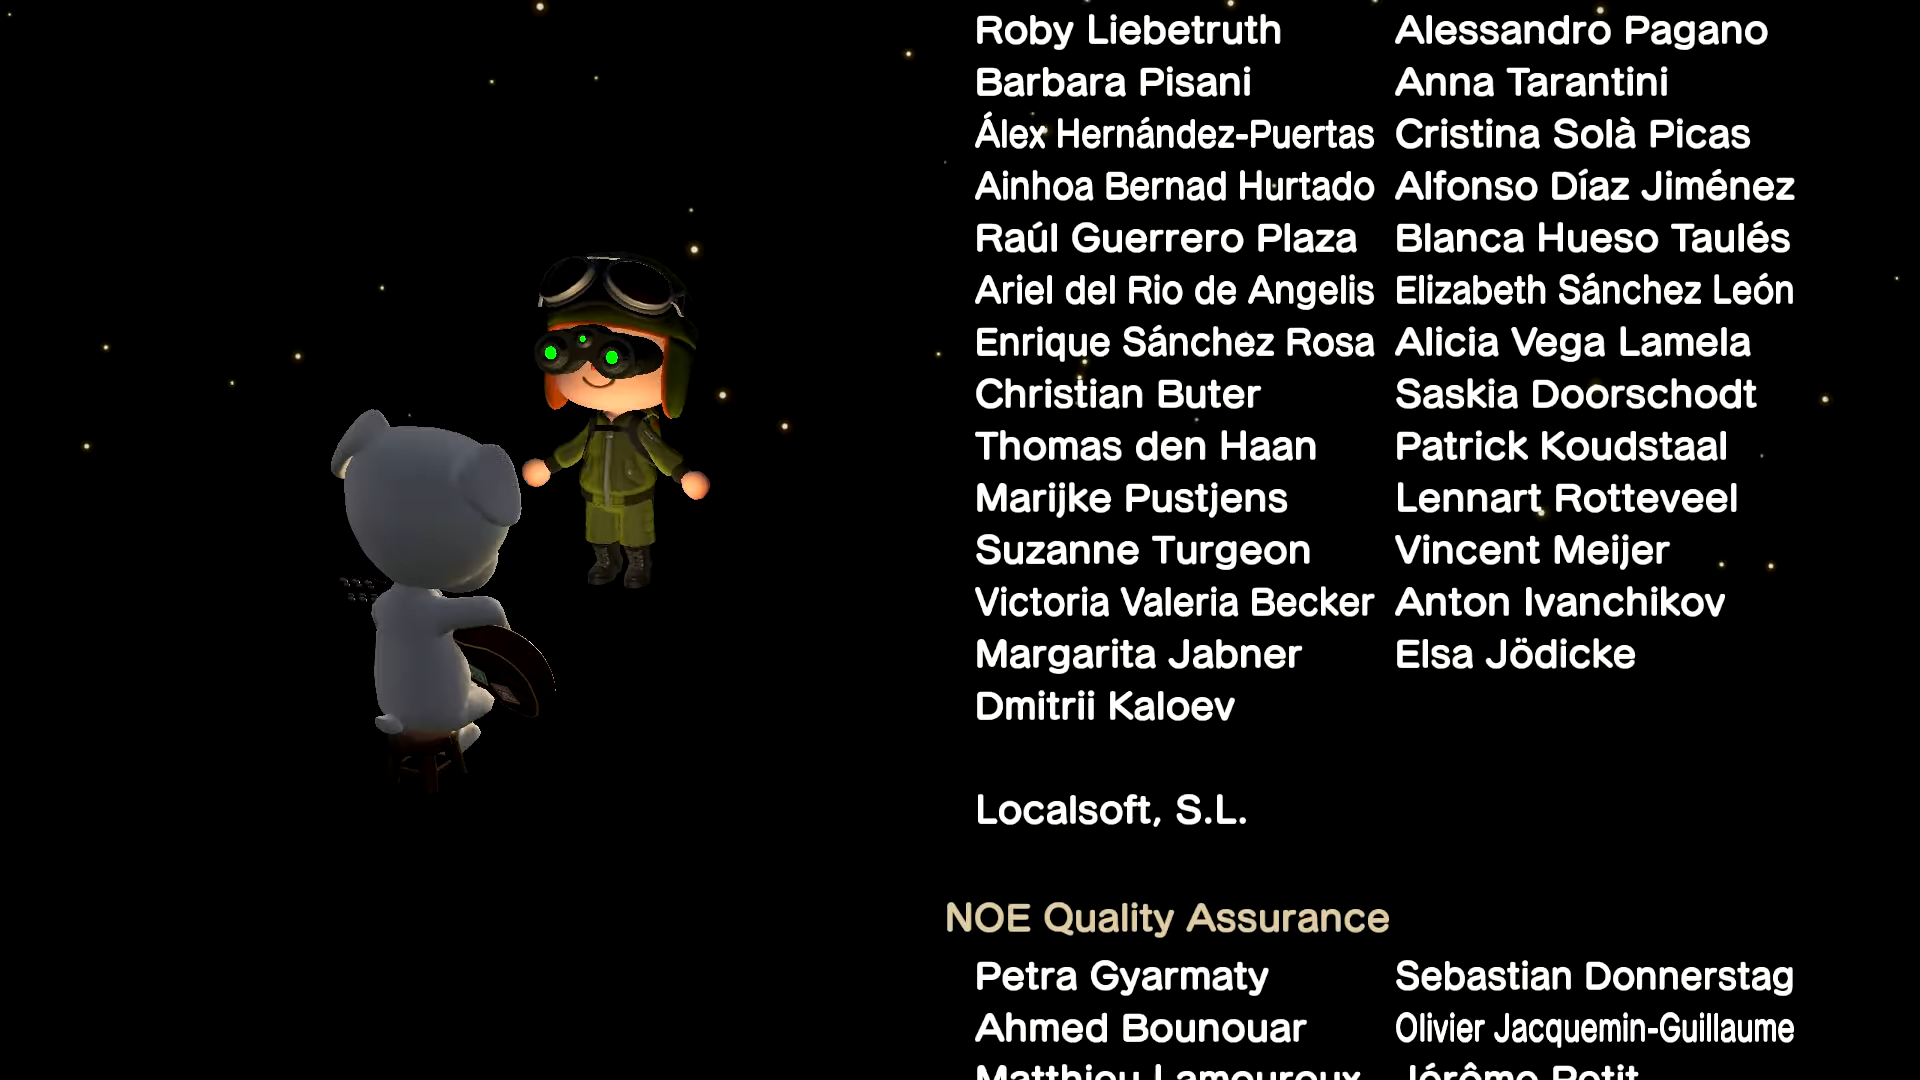 Roby Liebetruth Alessandro Pagano
Barbara Pisani Anna Tarantini
Álex Hernández-Puertas Cristina Solà Picas
Ainhoa Bernad Hurtado Alfonso Díaz Jiménez
Raúl Guerrero Plaza Blanca Hueso Taulés
Ariel del Rio de Angelis Elizabeth Sánchez León
Enrique Sánchez Rosa Alicia Vega Lamela
Christian Buter Saskia Doorschodt
Thomas den Haan Patrick Koudstaal
Marijke Pustjens Lennart Rotteveel
Suzanne Turgeon Vincent Meijer
Victoria Valeria Becker Anton Ivanchikov
Margarita Jabner Elsa Jödicke
Dmitrii Kaloev
Localsoft, S.L.
NOE Quality Assurance
Petra Gyarmaty Sebastian Donnerstag
Ahmed Bounouar Olivier Jacquemin-Guillaume
Matthieu Lamouroux Jérôme Petit